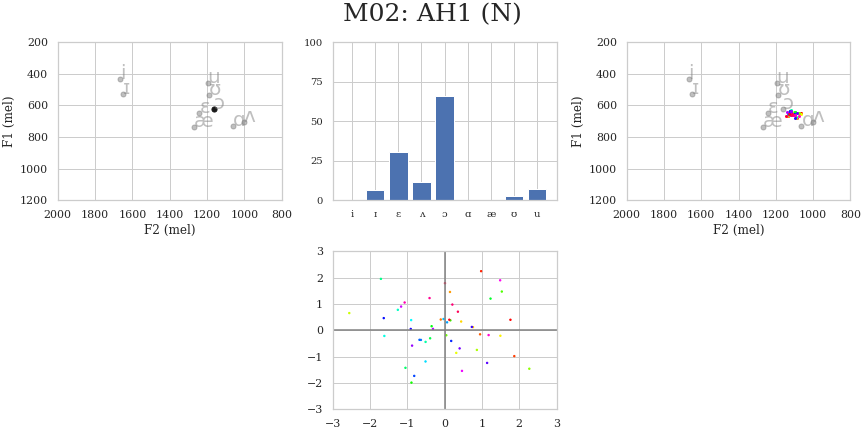 M02: AH1 (N)
200
400
600
800
1000
1200
F1 (mel)
2000 1800 1600 1400 1200 1000 800
F2 (mel)
i
ɪ
u
ʊ
ɛ
ɔ
æ
ɑ
ʌ
100
75
50
25
0
i ɪ ɛ ʌ ɔ ɑ æ ʊ u
200
400
600
800
1000
1200
F1 (mel)
2000 1800 1600 1400 1200 1000 800
F2 (mel)
i
ɪ
u
ʊ
ɛ
ɔ
æ
ɑ
ʌ
3
2
1
0
−1
−2
−3
−3 −2 −1 0 1 2 3